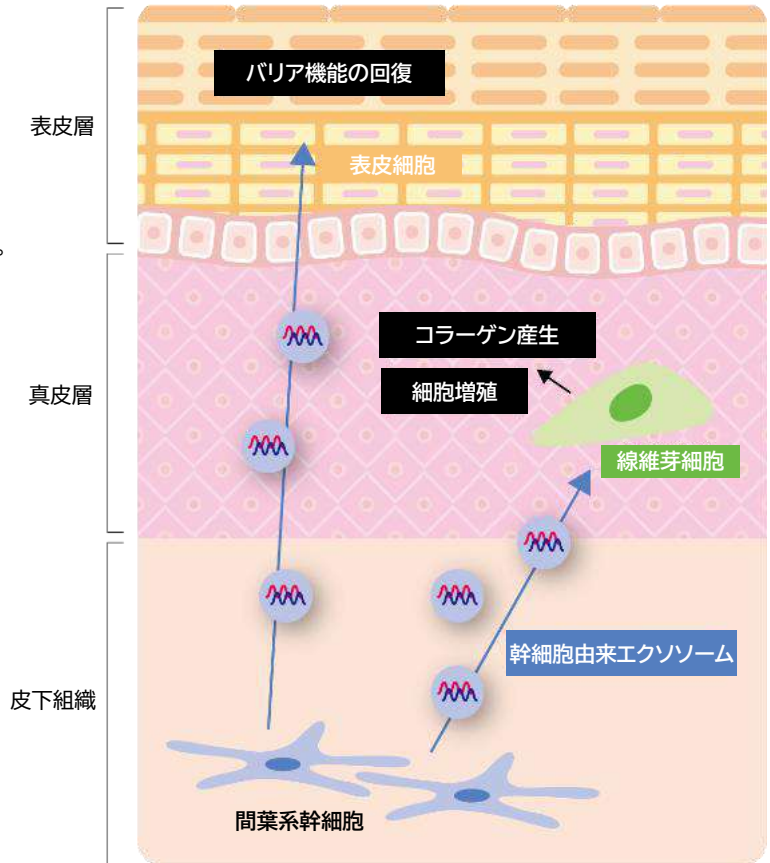 バリア機能の回復
表皮層
表皮細胞
。
コラーゲン産生
真皮層
細胞増殖
線維芽細胞
幹細胞由来エクソソーム
皮下組織
間葉系幹細胞